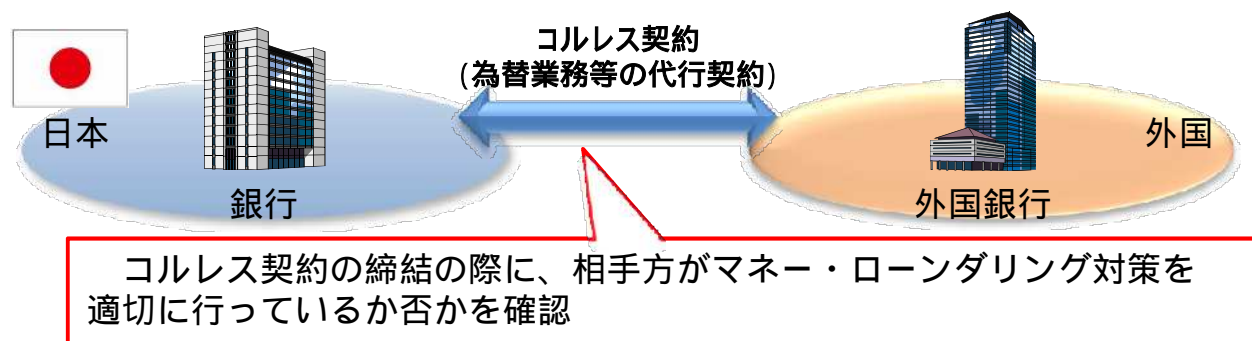 コルレス契約
(為替業務等の代行契約)
日本
外国
銀行
外国銀行
コルレス契約の締結の際に、相手方がマネー・ローンダリング対策を
適切に行っているか否かを確認